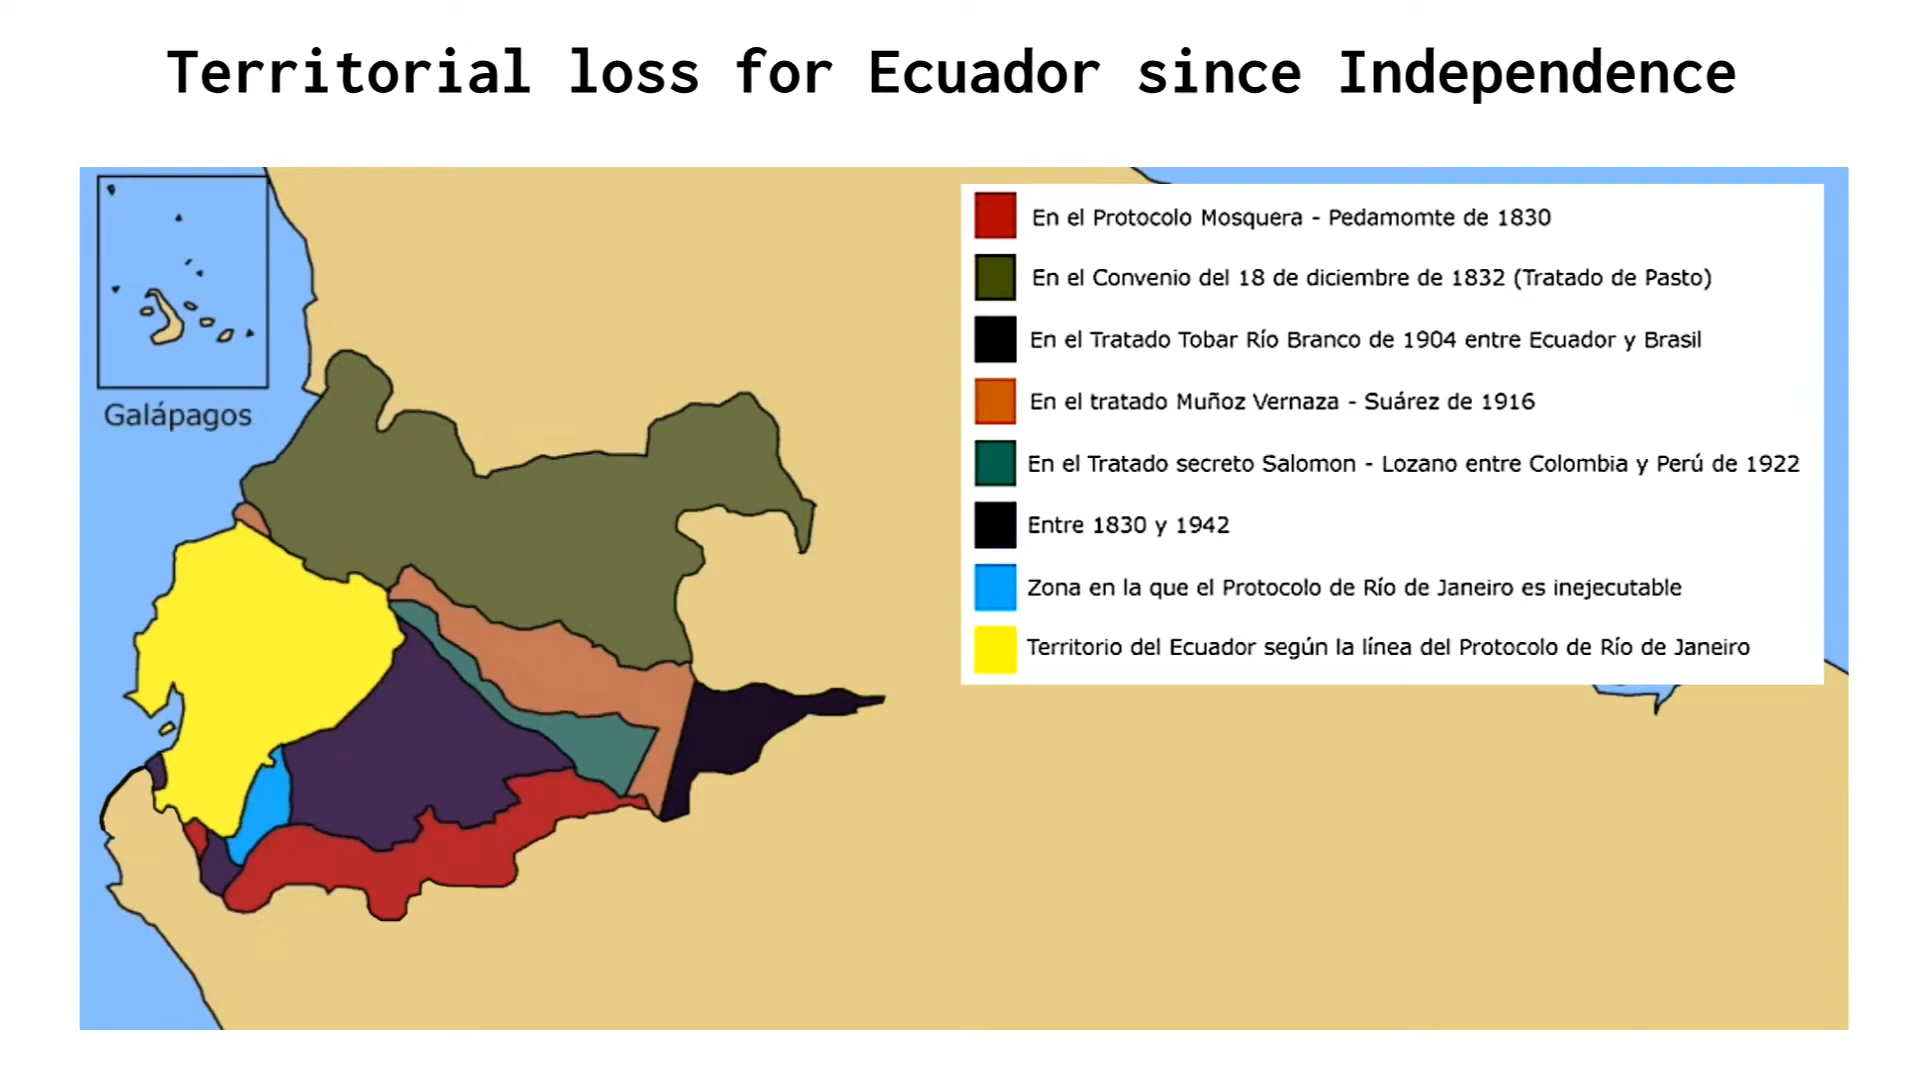 Territorial loss for Ecuador since Independence
Galápagos
En el Protocolo Mosquera - Pedamomte de 1830
En el Convenio del 18 de diciembre de 1832 (Tratado de Pasto)
En el Tratado Tobar Río Branco de 1904 entre Ecuador y Brasil
En el tratado Muñoz Vernaza - Suárez de 1916
En el Tratado secreto Salomon - Lozano entre Colombia y Perú de 1922
Entre 1830 y 1942
Zona en la que el Protocolo de Río de Janeiro es inejecutable
Territorio del Ecuador según la línea del Protocolo de Río de Janeiro